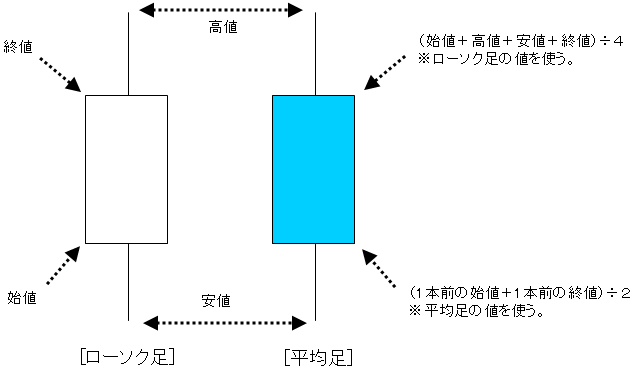 高値
終値
（始値＋高値＋安値＋終値）÷４
※ローソク足の値を使う。
始値
安値
（１本前の始値＋１本前の終値）÷２
※平均足の値を使う。
［ローソク足］
［平均足］